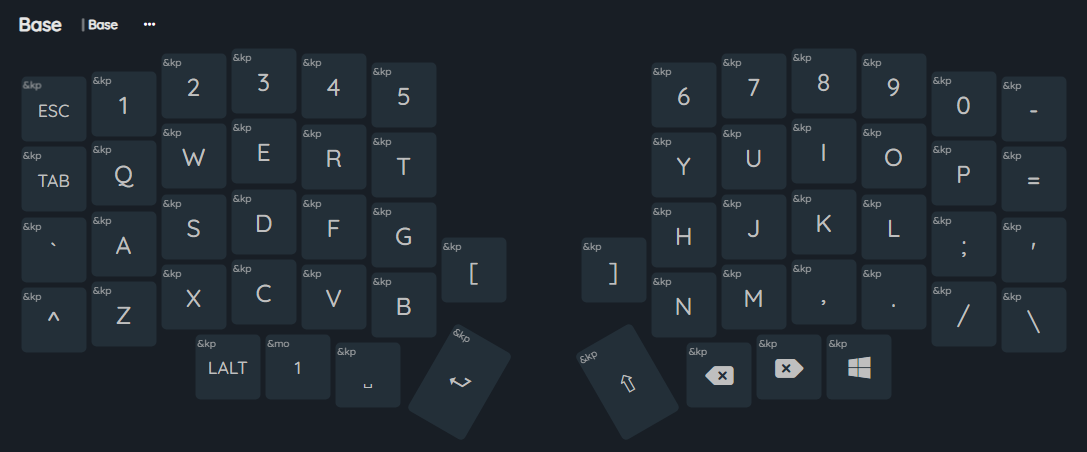 Base | Base ···
&kp ESC &kp 1 &kp 2 &kp 3 &kp 4 &kp 5 &kp 6 &kp 7 &kp 8 &kp 9 &kp 0 &kp -
&kp TAB &kp Q &kp W &kp E &kp R &kp T &kp Y &kp U &kp I &kp O &kp P &kp =
&kp ` &kp A &kp S &kp D &kp F &kp G &kp [ &kp ] &kp H &kp J &kp K &kp L &kp ; &kp '
&kp ^ &kp Z &kp X &kp C &kp V &kp B &kp N &kp M &kp , &kp . &kp / &kp \
&kp LALT &mo 1 &kp ␣ &kp ⤶ &kp ⇧ &kp ⌫ &kp ⌦ &kp